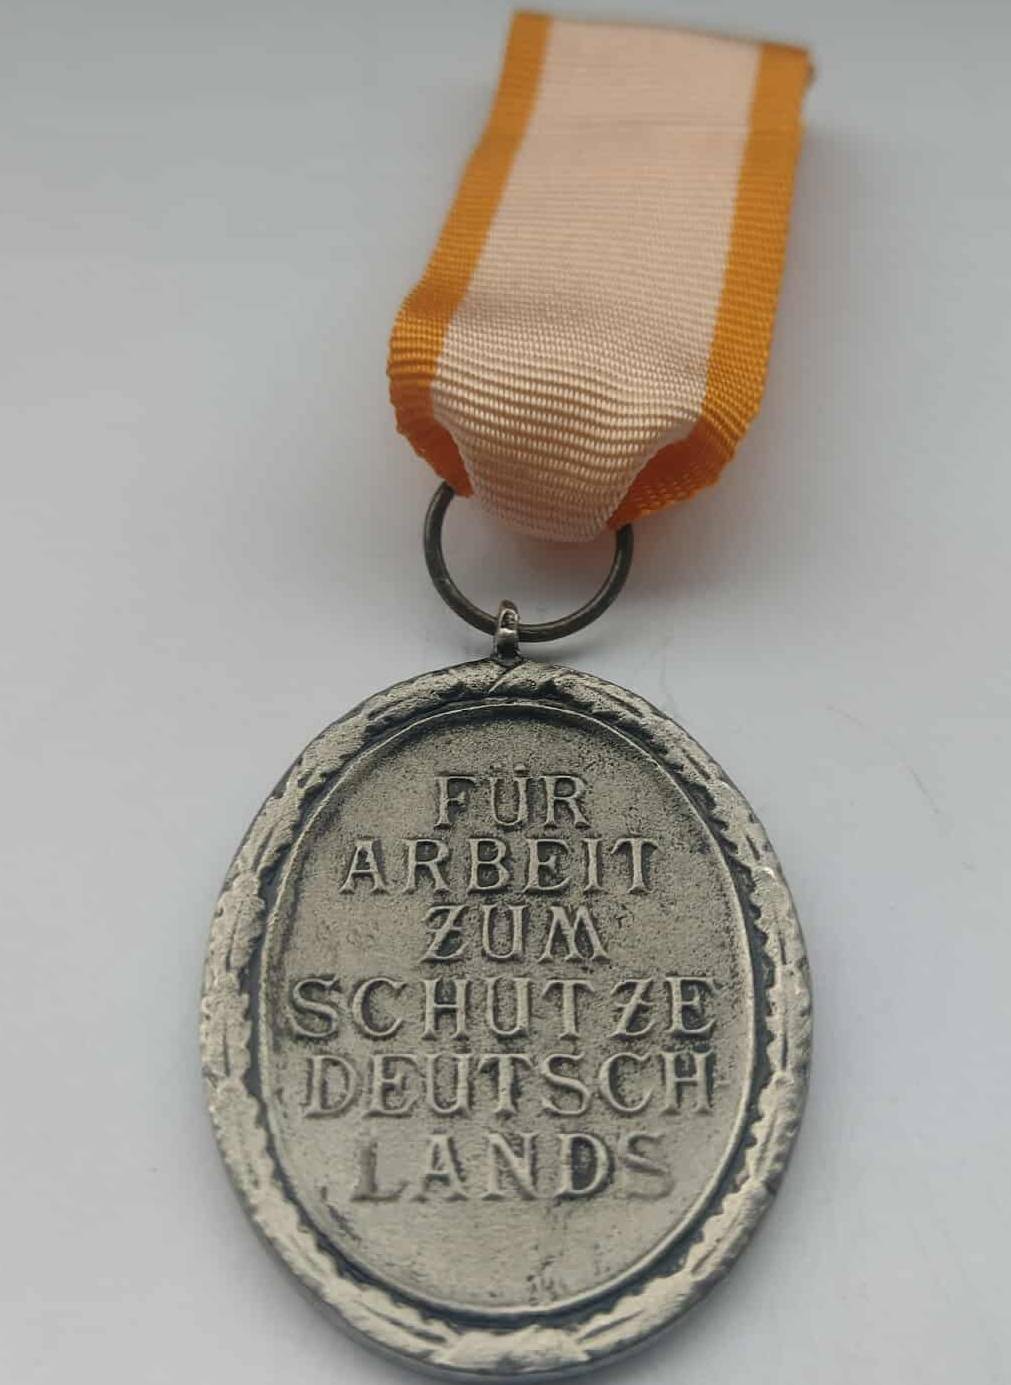 FÜR
ARBEIT
ZUM
SCHUTZE
DEUTSCH
LANDS